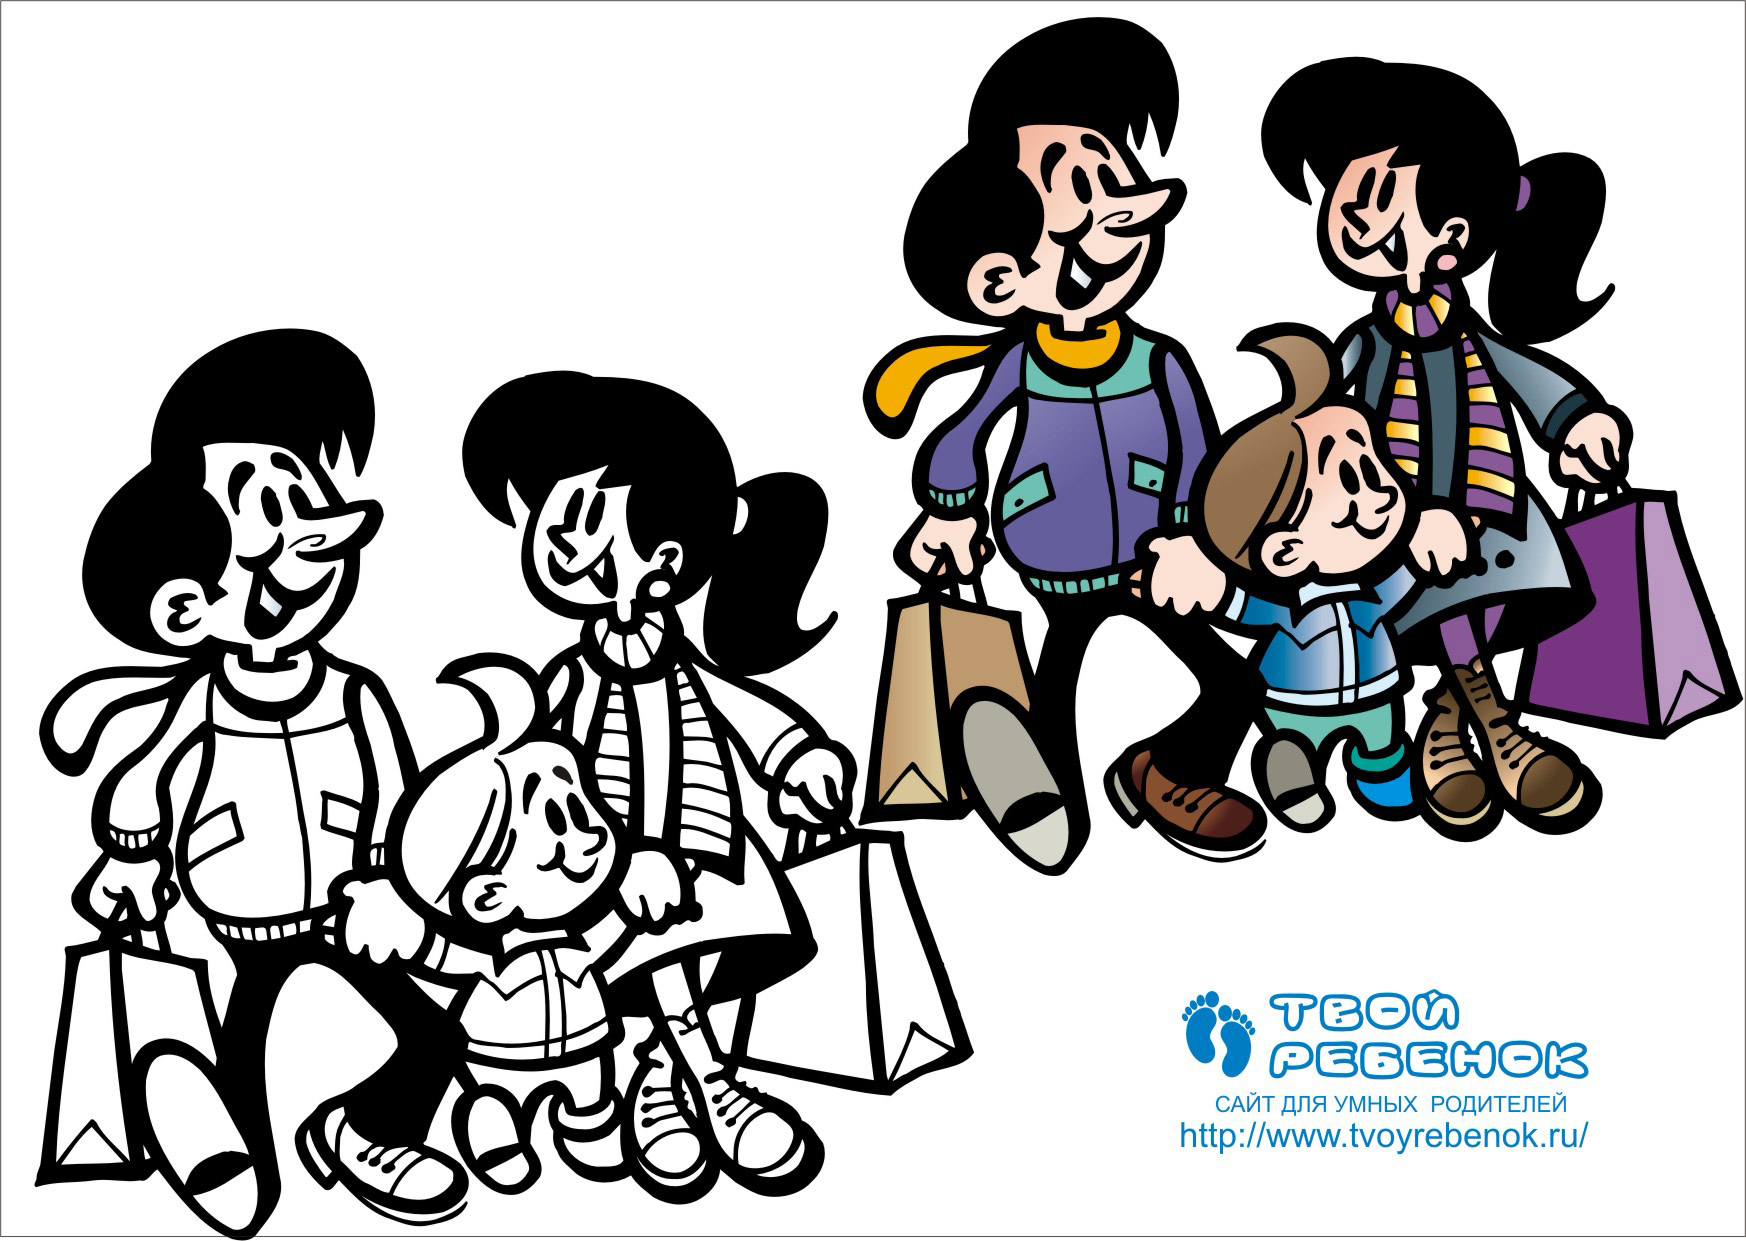 ТВОЙ
РЕБЕНОК
САЙТ ДЛЯ УМНЫХ РОДИТЕЛЕЙ
http://www.tvoyrebenok.ru/